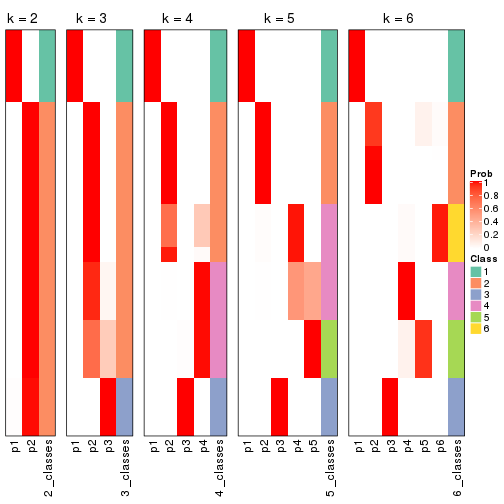 k = 2
k = 3
k = 4
k = 5
k = 6
p1
p2
2_classes
p1
p2
p3
3_classes
p1
p2
p3
p4
4_classes
p1
p2
p3
p4
p5
5_classes
p1
p2
p3
p4
p5
p6
6_classes
Prob
1
0.8
0.6
0.4
0.2
0
Class
1
2
3
4
5
6